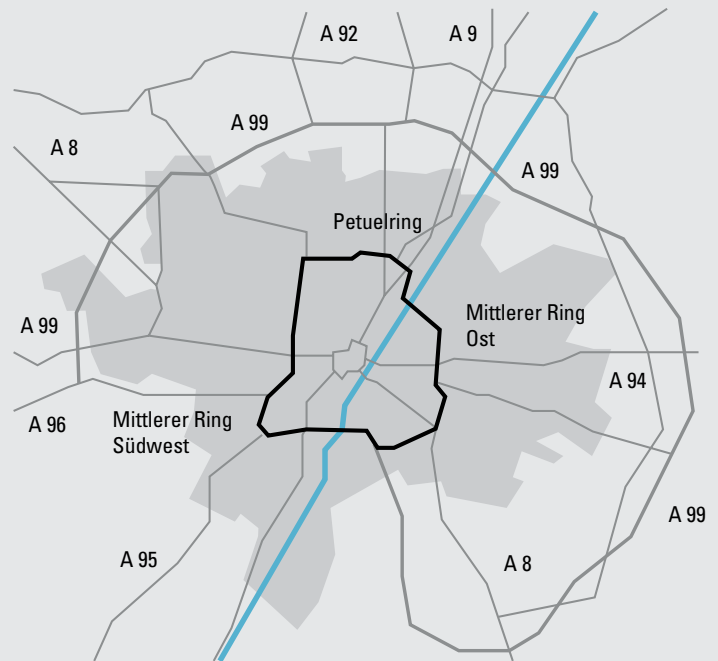 A 92
A 9
A 99
A 8
A 99
Petuelring
Mittlerer Ring
Ost
A 99
A 94
A 96
Mittlerer Ring
Südwest
A 99
A 95
A 8